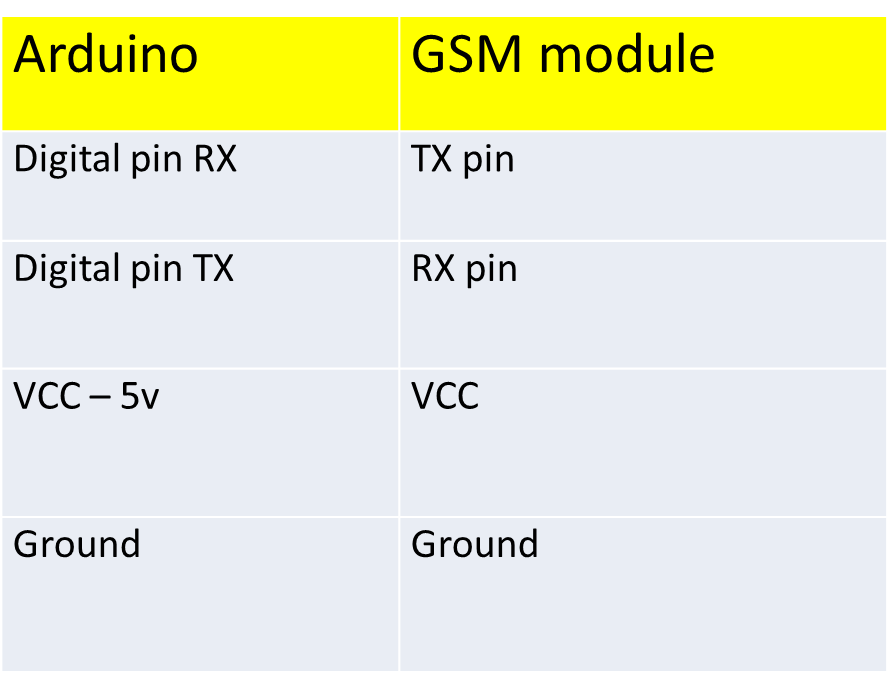 Arduino GSM module
Digital pin RX TX pin
Digital pin TX RX pin
VCC – 5v VCC
Ground Ground